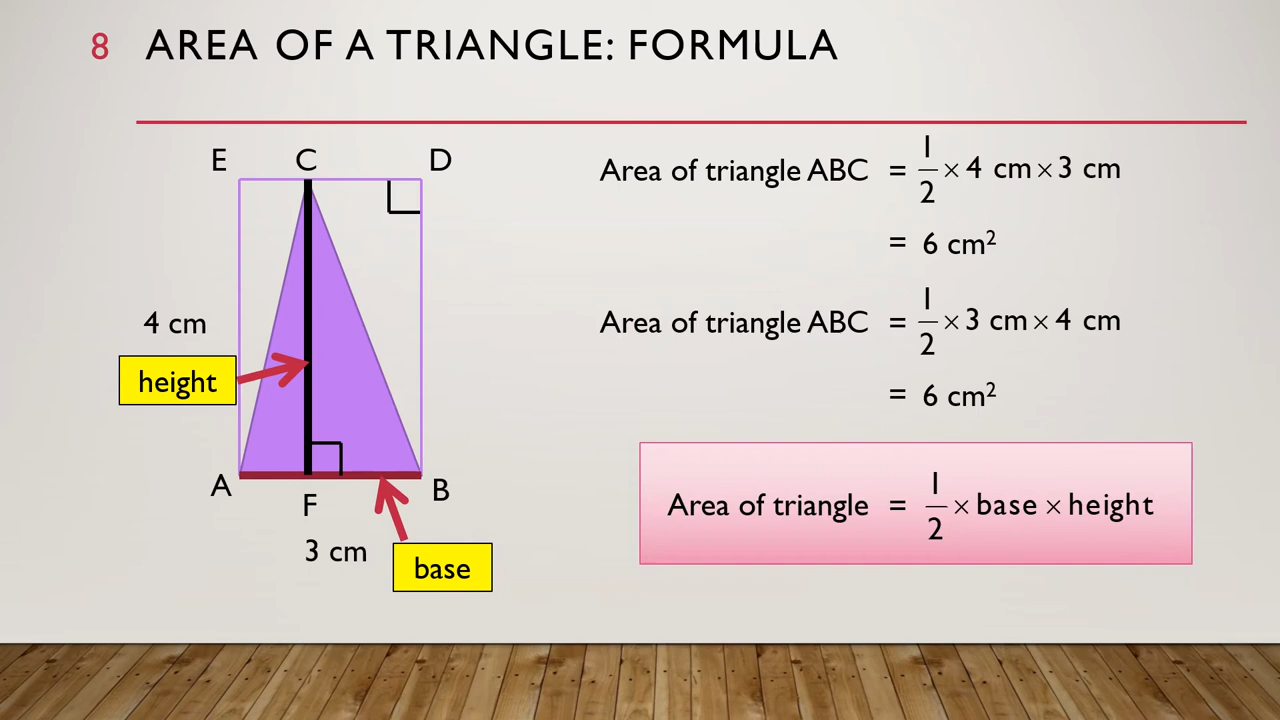 8 AREA OF A TRIANGLE: FORMULA
E C D
4 cm
height
A F B
3 cm
base
Area of triangle ABC = 1/2 × 4 cm × 3 cm
= 6 cm²
Area of triangle ABC = 1/2 × 3 cm × 4 cm
= 6 cm²
Area of triangle = 1/2 × base × height